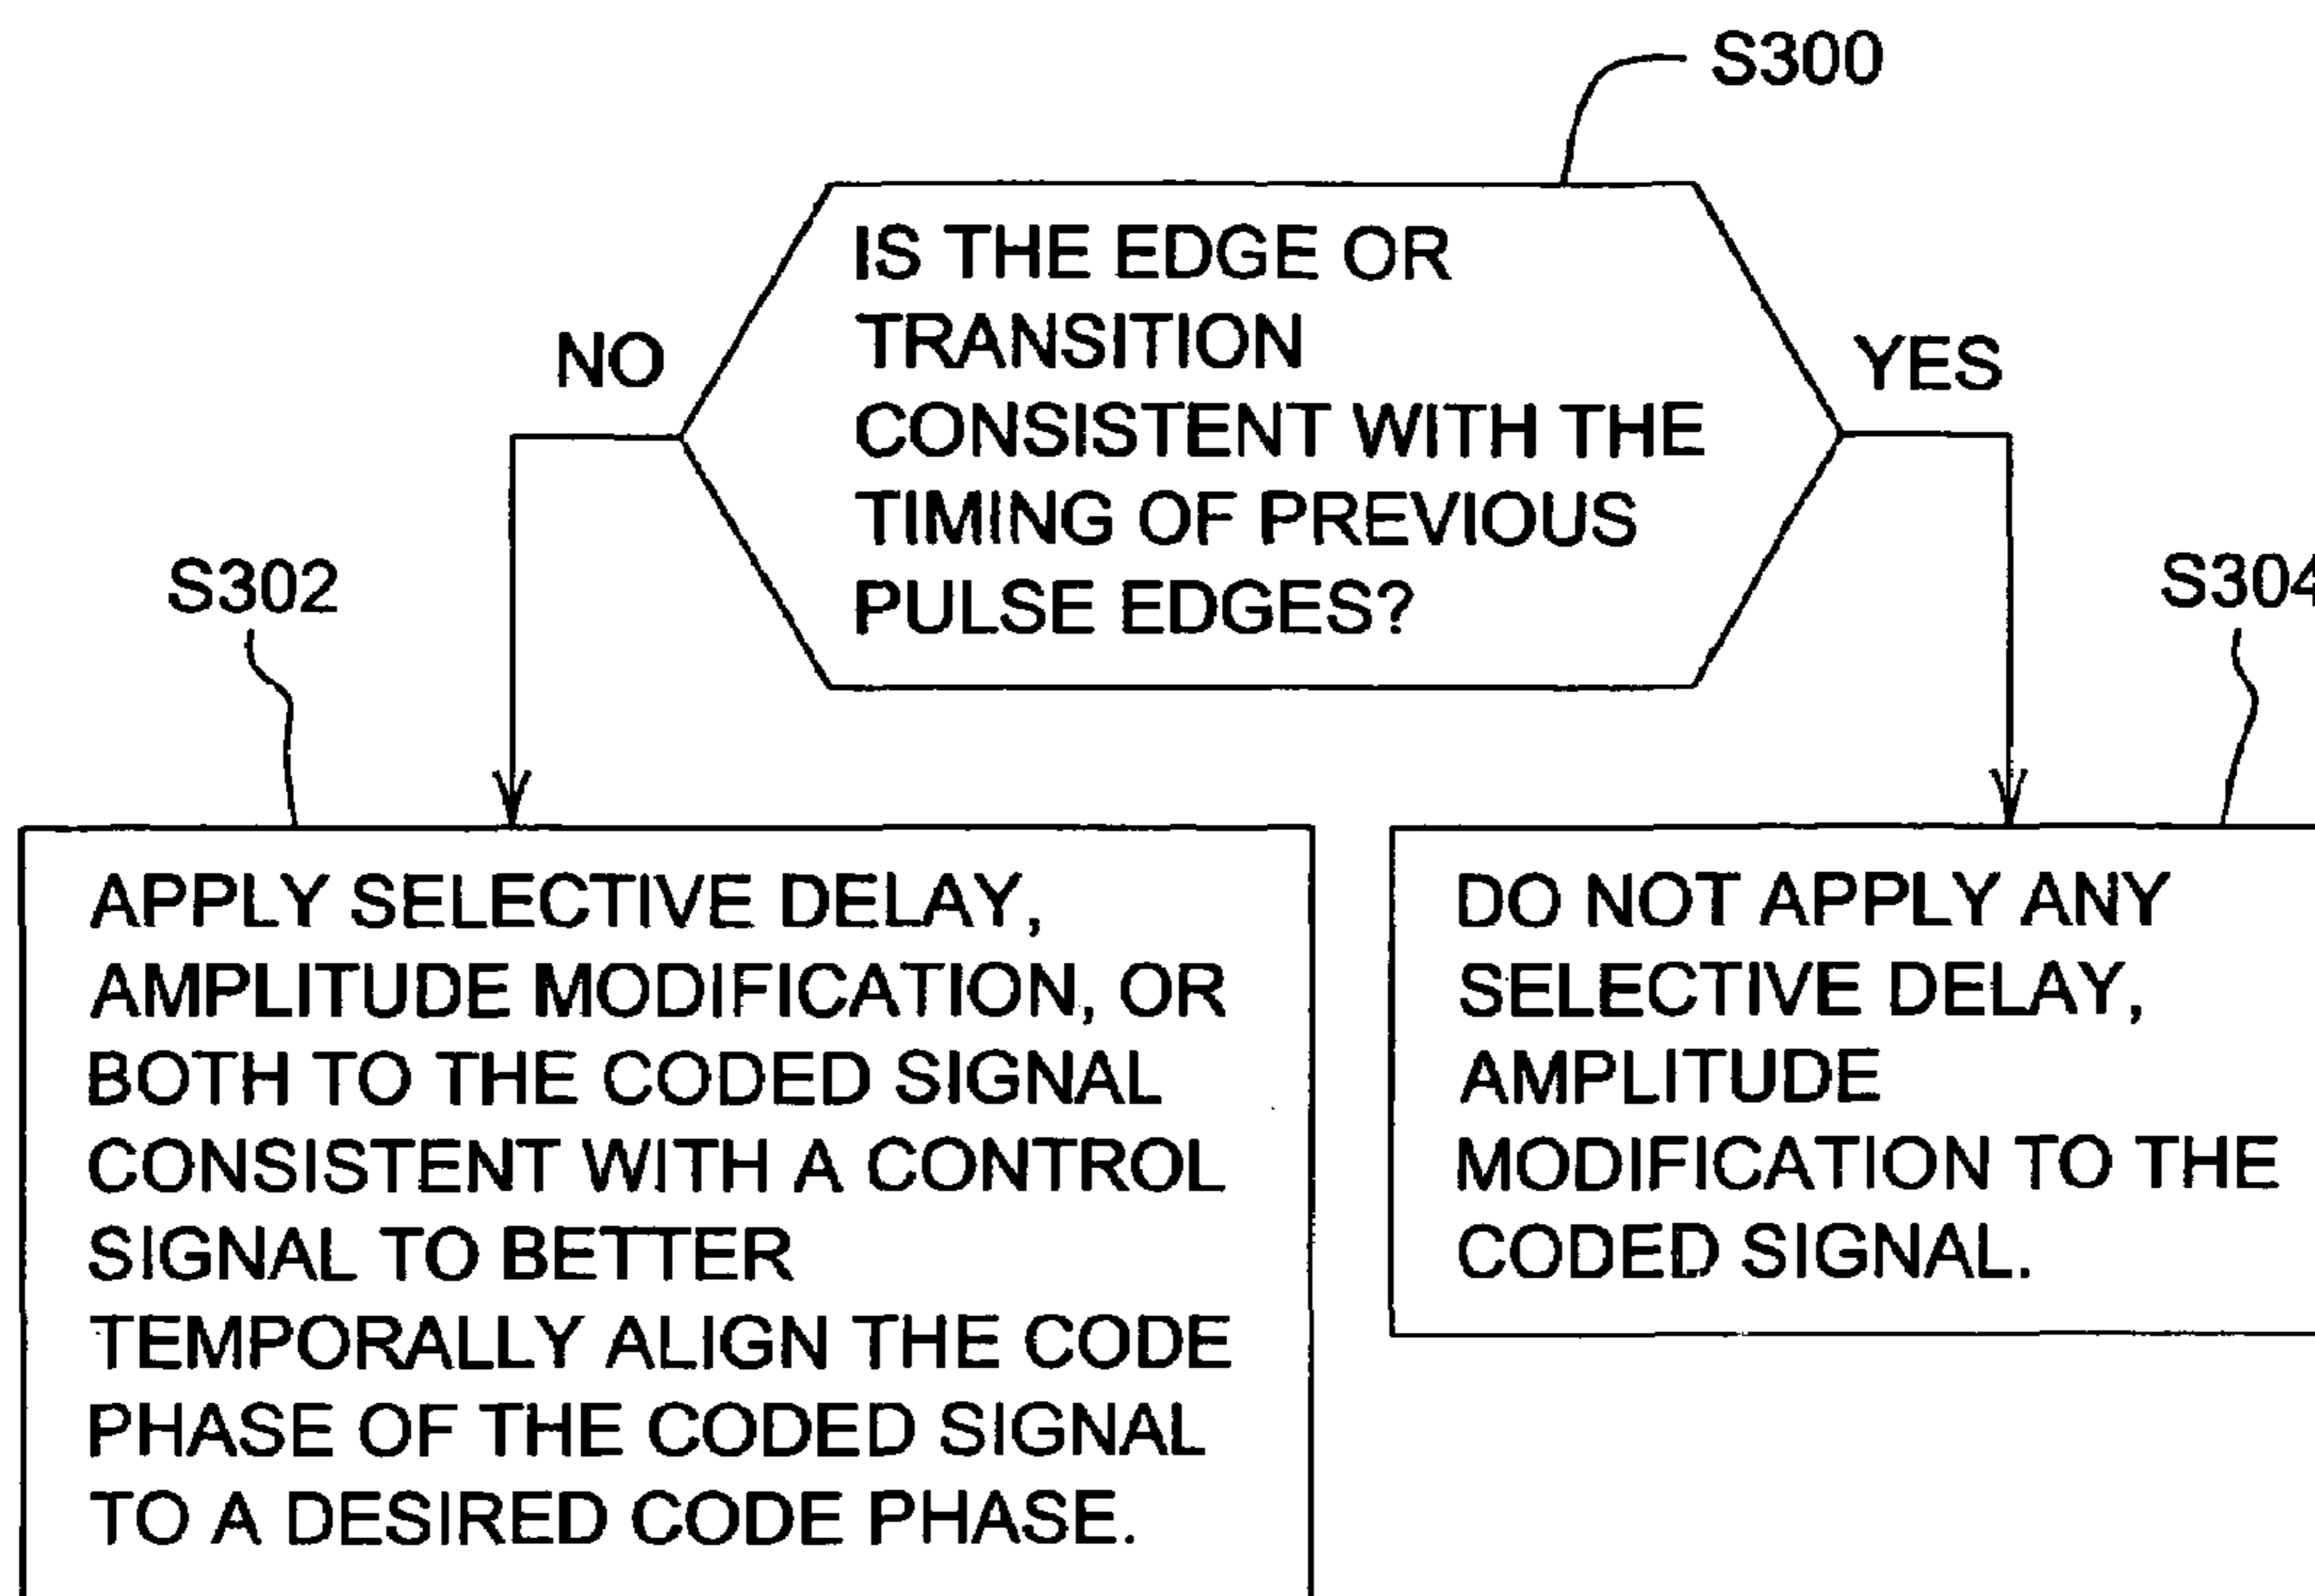 S300
IS THE EDGE OR
TRANSITION
CONSISTENT WITH THE
TIMING OF PREVIOUS
PULSE EDGES?
NO
YES
S302
S304
APPLY SELECTIVE DELAY,
AMPLITUDE MODIFICATION, OR
BOTH TO THE CODED SIGNAL
CONSISTENT WITH A CONTROL
SIGNAL TO BETTER
TEMPORALLY ALIGN THE CODE
PHASE OF THE CODED SIGNAL
TO A DESIRED CODE PHASE.
DO NOT APPLY ANY
SELECTIVE DELAY,
AMPLITUDE
MODIFICATION TO THE
CODED SIGNAL.